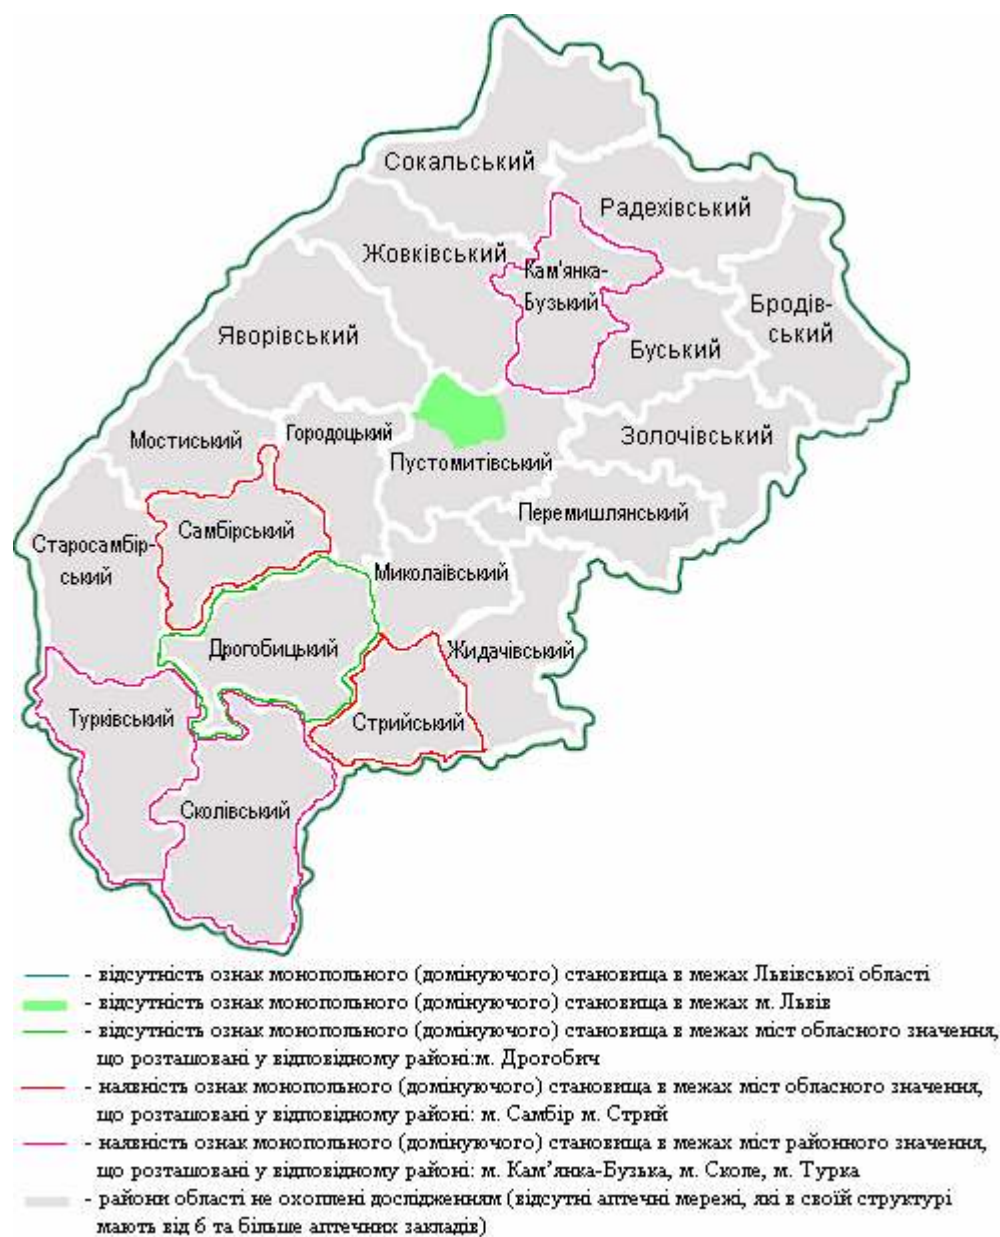 Сокальський
Радехівський
Жовківський
Кам'янка-
Бузький
Бродів-
ський
Яворівський
Буський
Мостиський
Городоцький
Золочівський
Пустомитівський
Перемишлянський
Самбірський
Старосамбір-
ський
Миколаївський
Дрогобицький
Жидачівський
Турківський
Стрийський
Сколівський
- відсутність ознак монопольного (домінуючого) становища в межах Львівської області
- відсутність ознак монопольного (домінуючого) становища в межах м. Львів
- відсутність ознак монопольного (домінуючого) становища в межах міст обласного значення,
що розташовані у відповідному районі:м. Дрогобич
- наявність ознак монопольного (домінуючого) становища в межах міст обласного значення,
що розташовані у відповідному районі: м. Самбір м. Стрий
- наявність ознак монопольного (домінуючого) становища в межах міст районного значення,
що розташовані у відповідному районі: м. Кам’янка-Бузька, м. Сколе, м. Турка
- райони області не охоплені дослідженням (відсутні аптечні мережі, які в своїй структурі
мають від 6 та більше аптечних закладів)